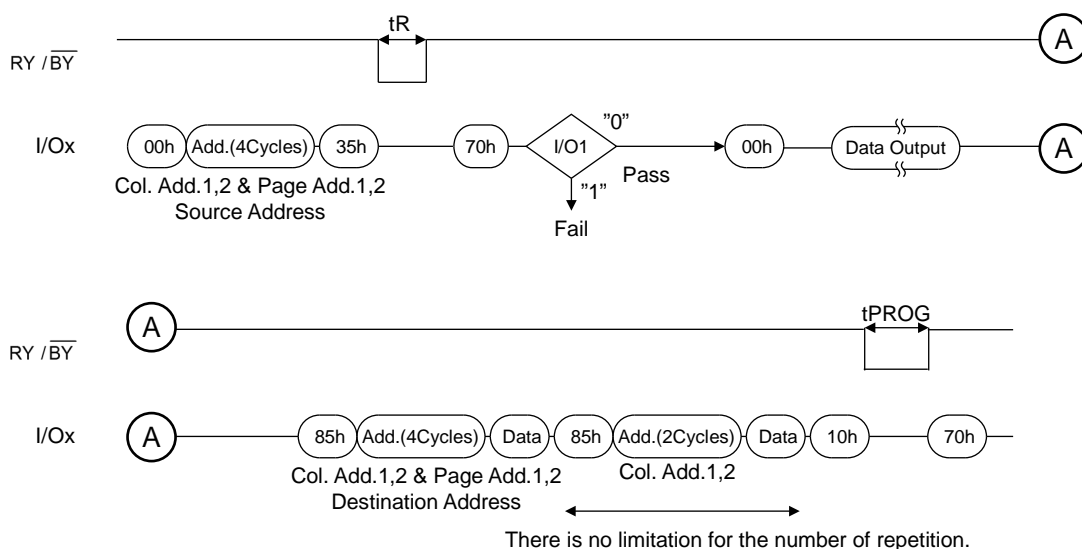 tR
RY / BY
A
I/Ox
00h Add.(4Cycles) 35h 70h I/O1 "0" 00h Data Output A
Pass
"1"
Col. Add.1,2 & Page Add.1,2
Source Address
Fail
A
tPROG
RY / BY
I/Ox
A 85h Add.(4Cycles) Data 85h Add.(2Cycles) Data 10h 70h
Col. Add.1,2 & Page Add.1,2 Col. Add.1,2
Destination Address
There is no limitation for the number of repetition.